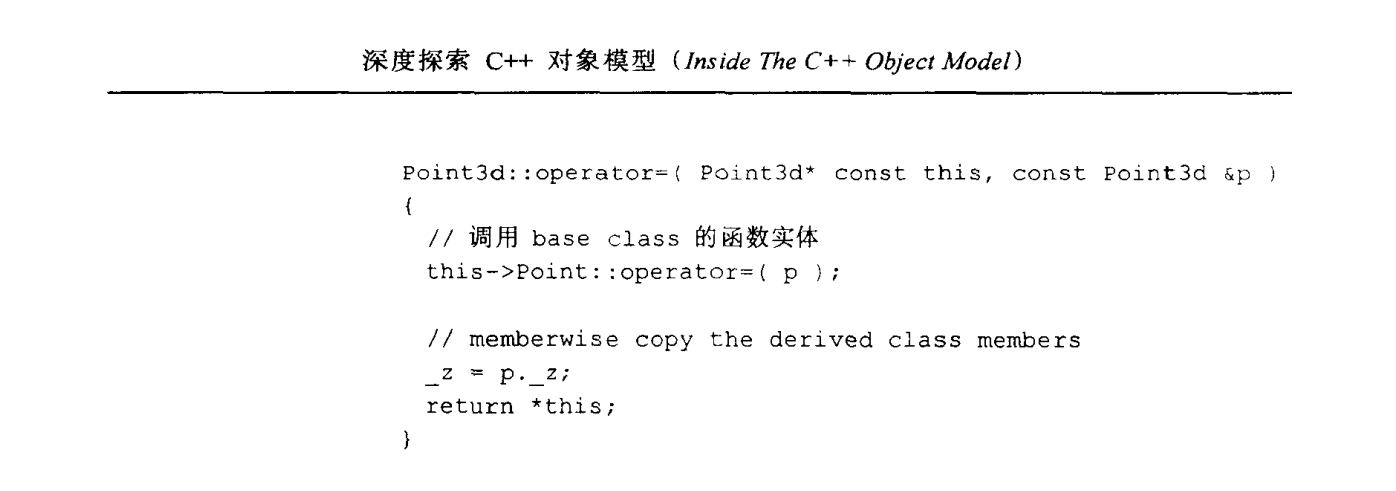 深度探索 C++ 对象模型（Inside The C++ Object Model）
Point3d::operator=( Point3d* const this, const Point3d &p )
{
// 调用 base class 的函数实体
this->Point::operator=( p );
// memberwise copy the derived class members
_z = p._z;
return *this;
}